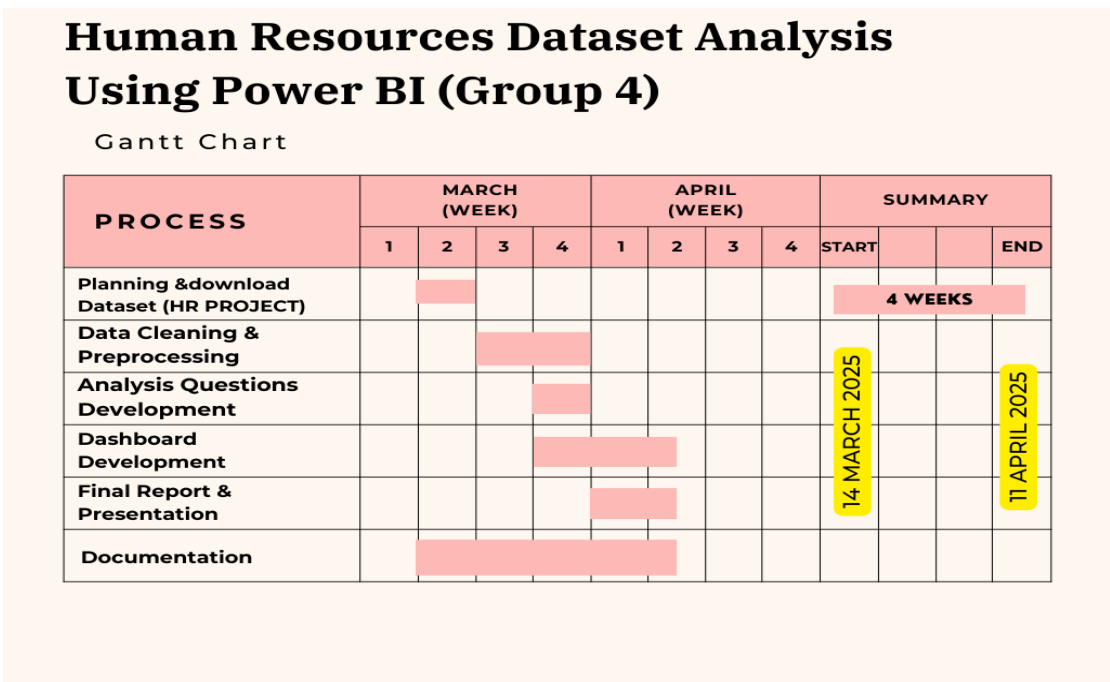 Human Resources Dataset Analysis
Using Power BI (Group 4)
Gantt Chart
PROCESS
MARCH
(WEEK)
APRIL
(WEEK)
SUMMARY
1 2 3 4 1 2 3 4 START END
Planning &download
Dataset (HR PROJECT)
4 WEEKS
Data Cleaning &
Preprocessing
Analysis Questions
Development
Dashboard
Development
Final Report &
Presentation
Documentation
14 MARCH 2025
11 APRIL 2025